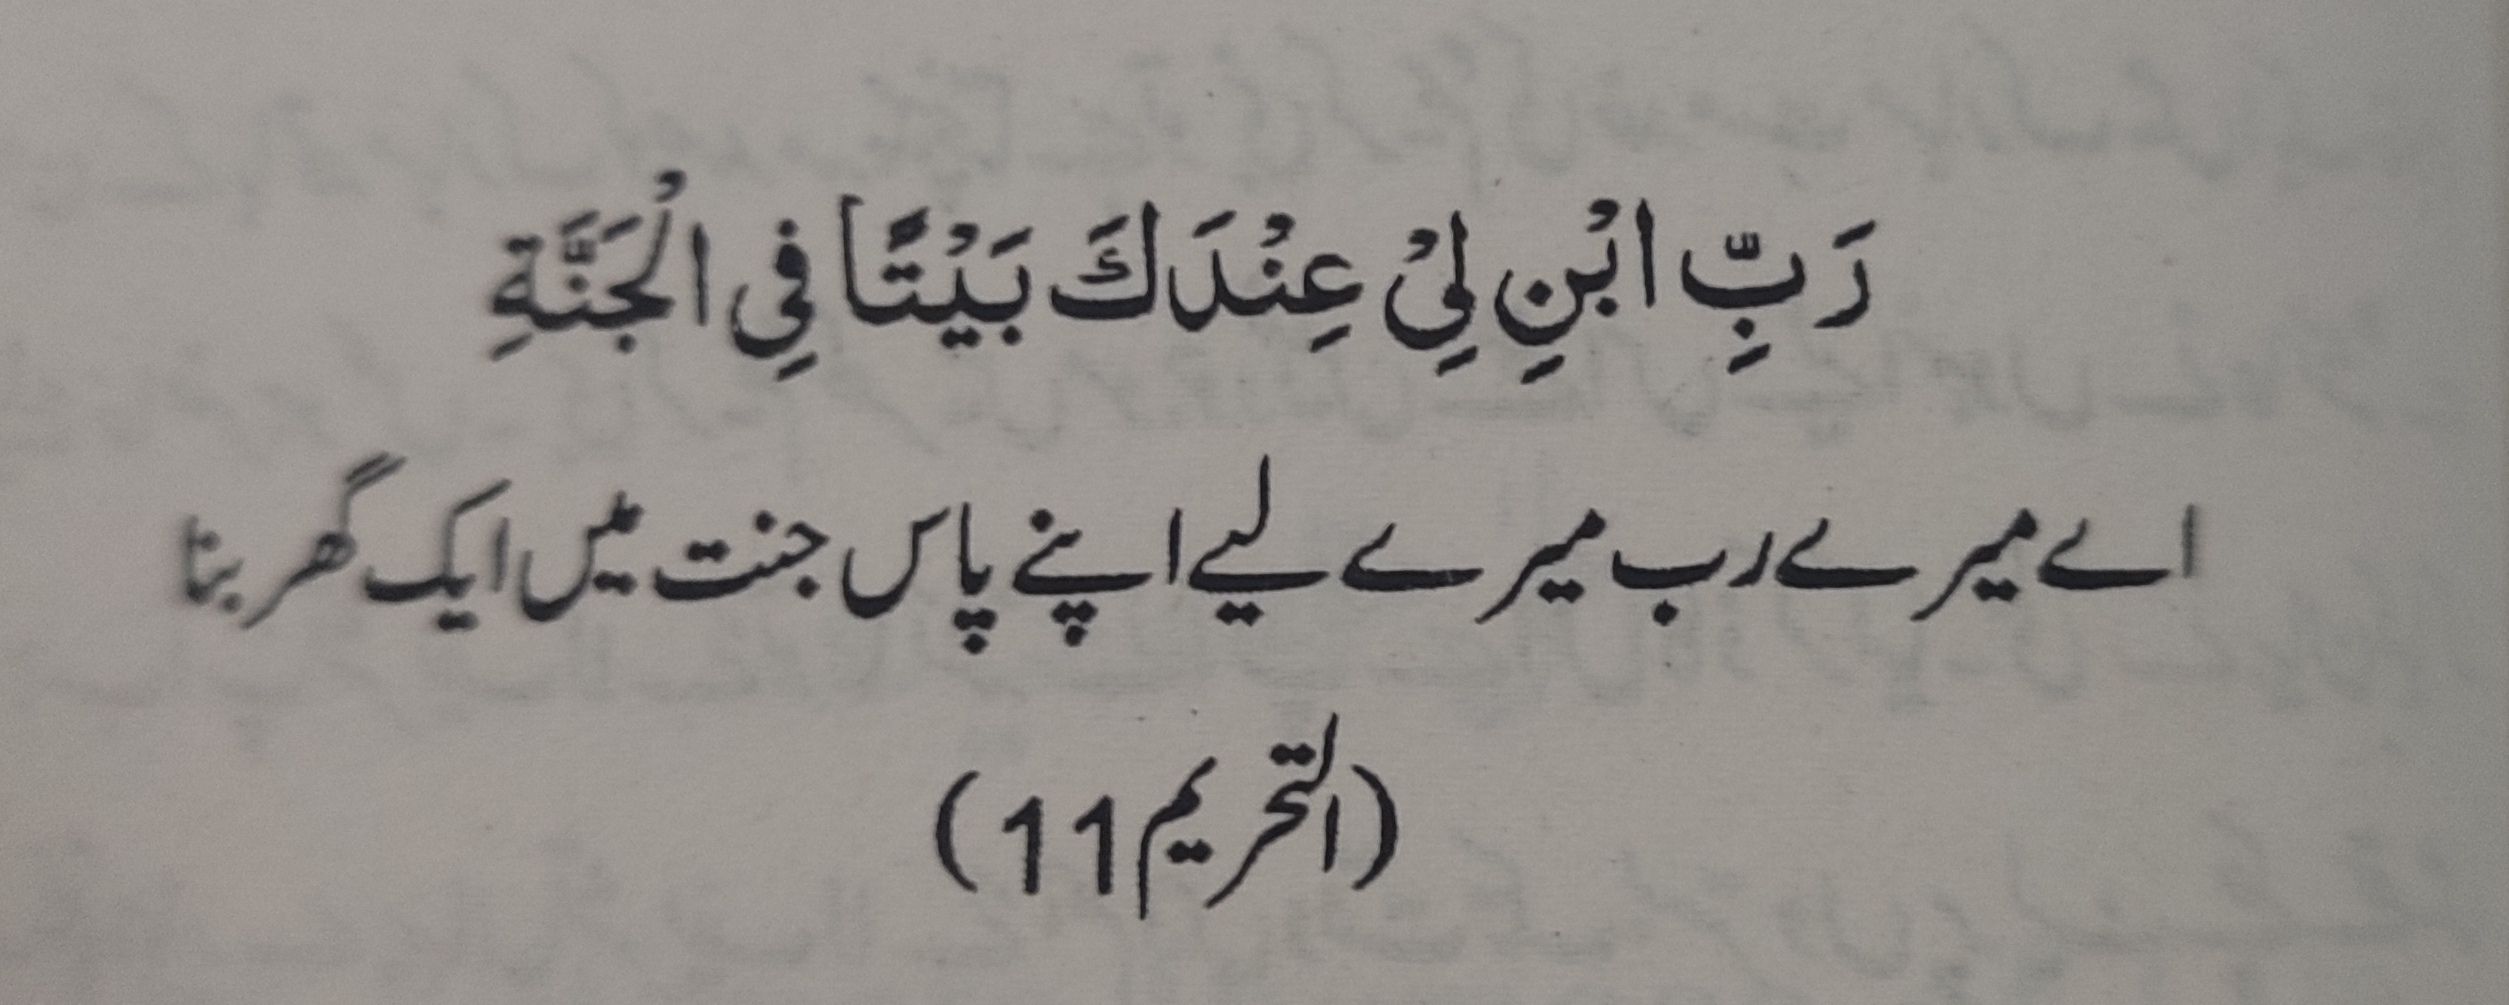 رَبِّ ابْنِ لِيْ عِنْدَكَ بَيْتًا فِي الْجَنَّةِ
اے میرے رب میرے لیے اپنے پاس جنت میں ایک گھر بنا
(التحریم 11)